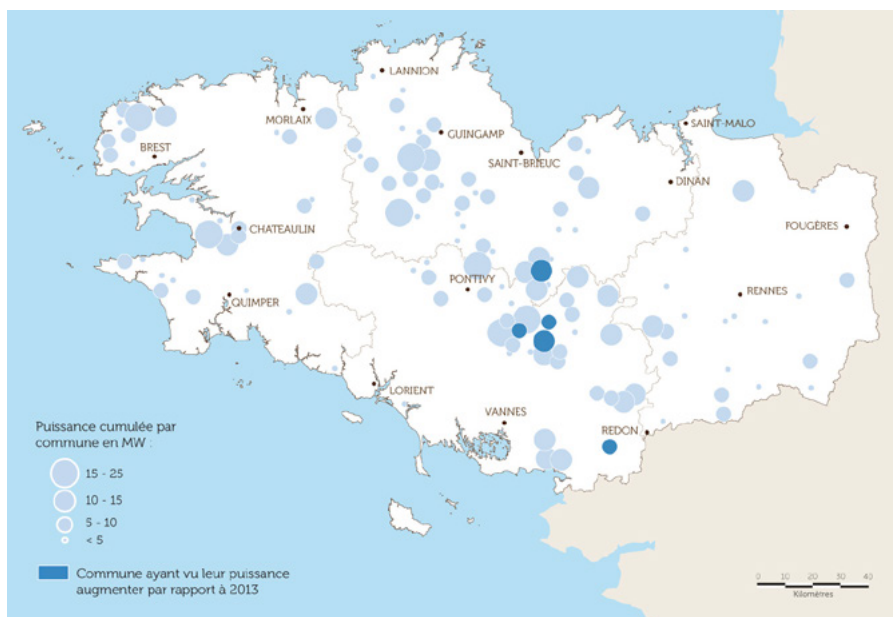 LANNION
MORLAIX
GUINGAMP
SAINT-MALO
BREST
SAINT-BRIEUC
DINAN
FOUGÈRES
CHATEAULIN
PONTIVY
RENNES
QUIMPER
LORIENT
VANNES
REDON
Puissance cumulée par
commune en MW :
15 - 25
10 - 15
5 - 10
< 5
Commune ayant vu leur puissance
augmenter par rapport à 2013
0 10 20 30 40
Kilomètres